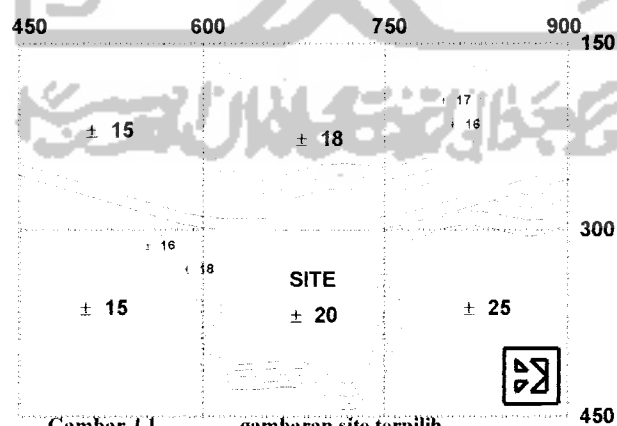 450 600 750 900
150
± 17
± 15 ± 16
± 18
300
± 16
± 18 SITE
± 15 ± 20 ± 25
450
gambaran site terpilih